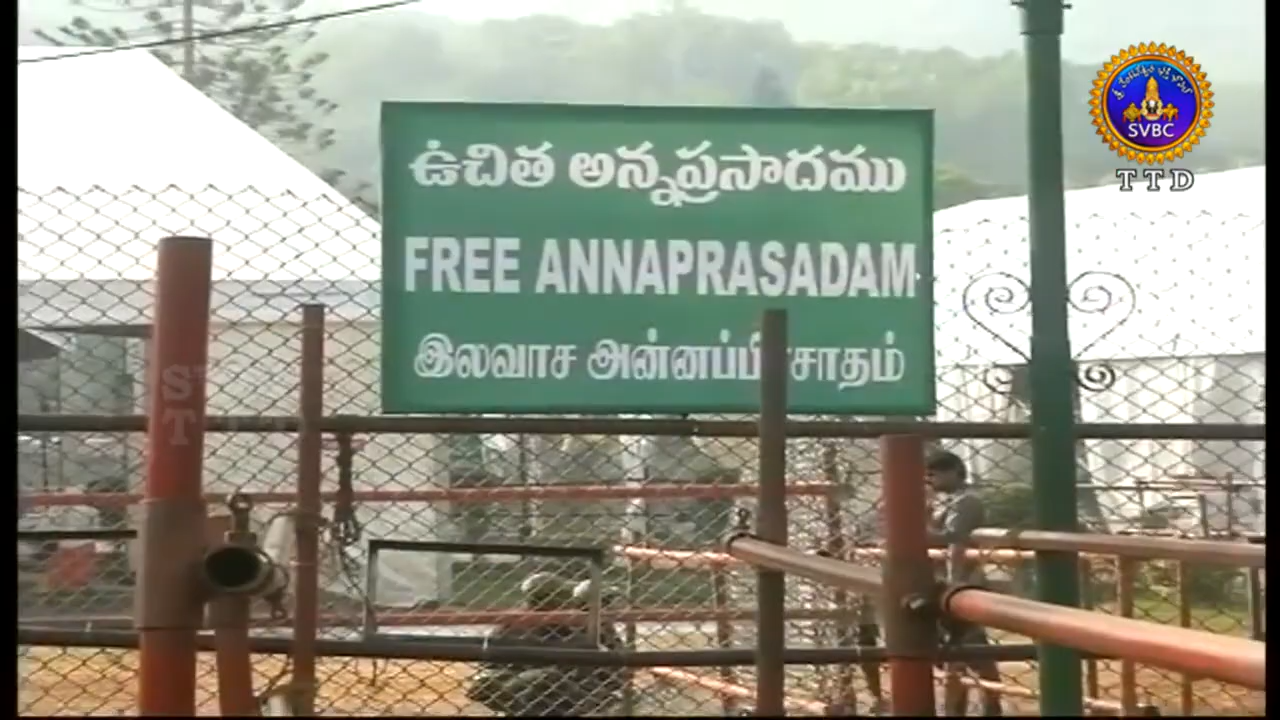 ఉచిత అన్నప్రసాదము
FREE ANNAPRASADAM
இலவாச அன்னப்பிரசாதம்
SVBC
TTD